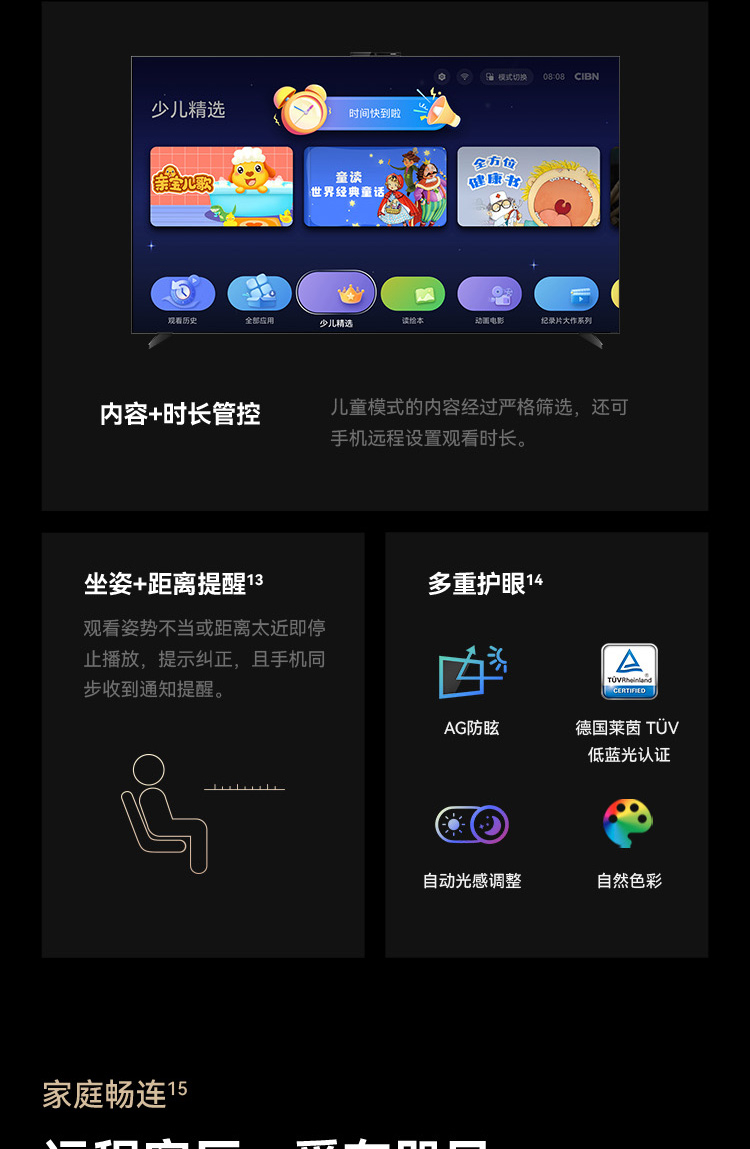 模式切换 08:08 CIBN
少儿精选
时间快到啦
亲宝儿歌
童读
世界经典童话
全方位
健康书
观看历史 全部应用 少儿精选 读绘本 动画电影 纪录片大作系列
内容+时长管控
儿童模式的内容经过严格筛选，还可
手机远程设置观看时长。
坐姿+距离提醒13
观看姿势不当或距离太近即停
止播放，提示纠正，且手机同
步收到通知提醒。
多重护眼14
TÜVRheinland
®
CERTIFIED
AG防眩
德国莱茵 TÜV
低蓝光认证
自动光感调整
自然色彩
家庭畅连15